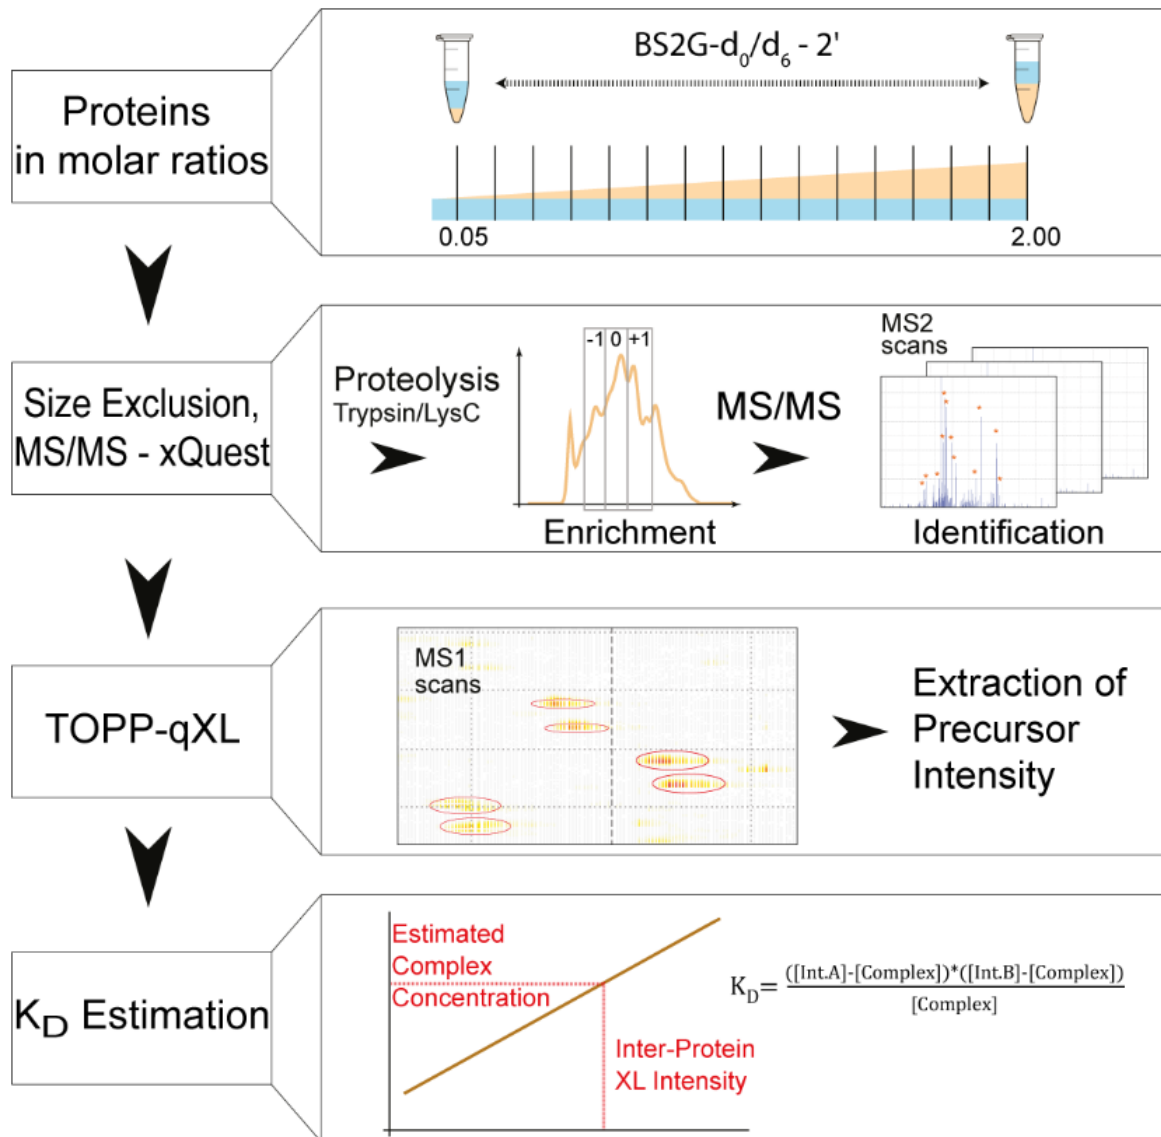 Proteins
in molar ratios
BS2G-d0/d6 - 2'
0.05
2.00
Size Exclusion,
MS/MS - xQuest
Proteolysis
Trypsin/LysC
-1 0 +1
Enrichment
MS/MS
MS2
scans
Identification
TOPP-qXL
MS1
scans
Extraction of
Precursor
Intensity
KD Estimation
Estimated
Complex
Concentration
Inter-Protein
XL Intensity
KD= ([Int.A]-[Complex])*([Int.B]-[Complex])
[Complex]